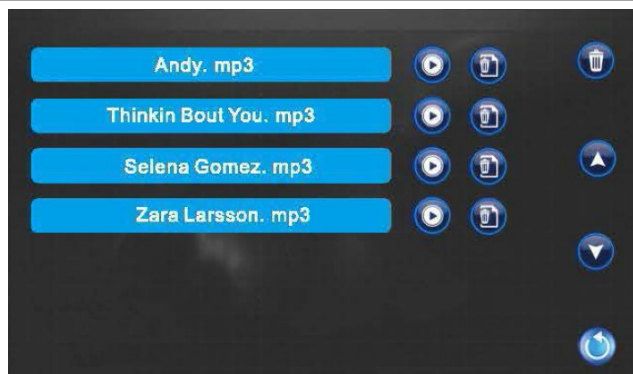 Andy. mp3
Thinkin Bout You. mp3
Selena Gomez. mp3
Zara Larsson. mp3